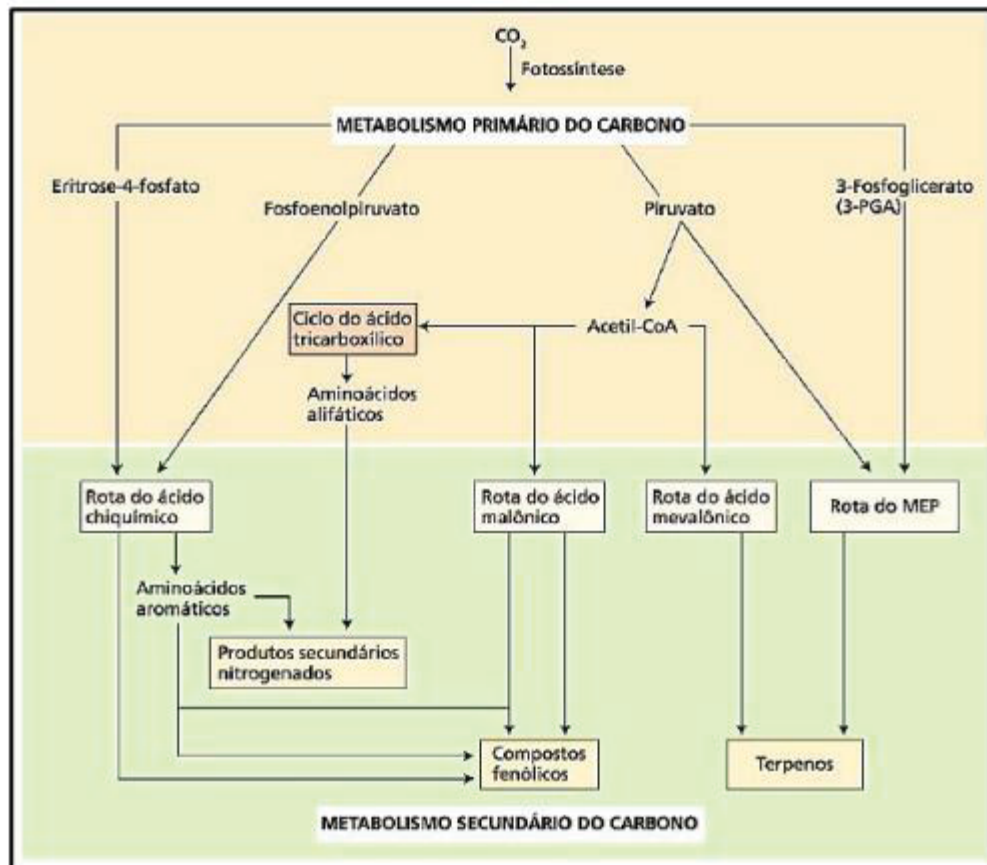 CO₂
Fotossíntese
METABOLISMO PRIMÁRIO DO CARBONO
Eritrose-4-fosfato
Fosfoenolpiruvato
Piruvato
3-Fosfoglicerato
(3-PGA)
Ciclo do ácido
tricarboxílico
Acetil-CoA
Aminoácidos
alifáticos
Rota do ácido
chiquímico
Rota do ácido
malônico
Rota do ácido
mevalônico
Rota do MEP
Aminoácidos
aromáticos
Produtos secundários
nitrogenados
Compostos
fenólicos
Terpenos
METABOLISMO SECUNDÁRIO DO CARBONO